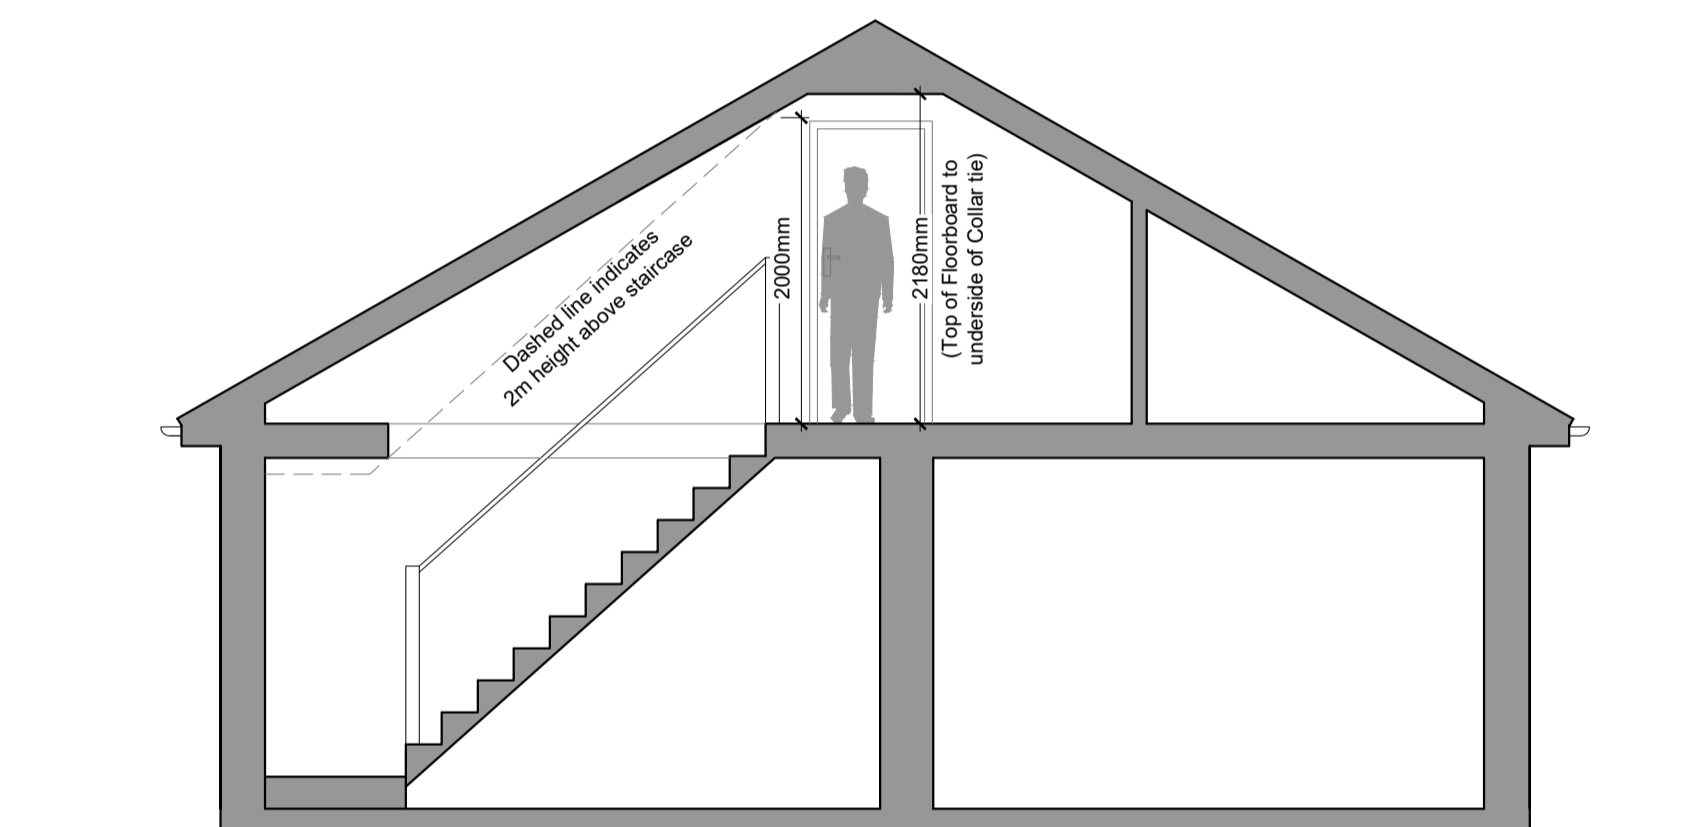 Dashed line indicates
2m height above staircase
2000mm
2180mm
(Top of Floorboard to
underside of Collar tie)